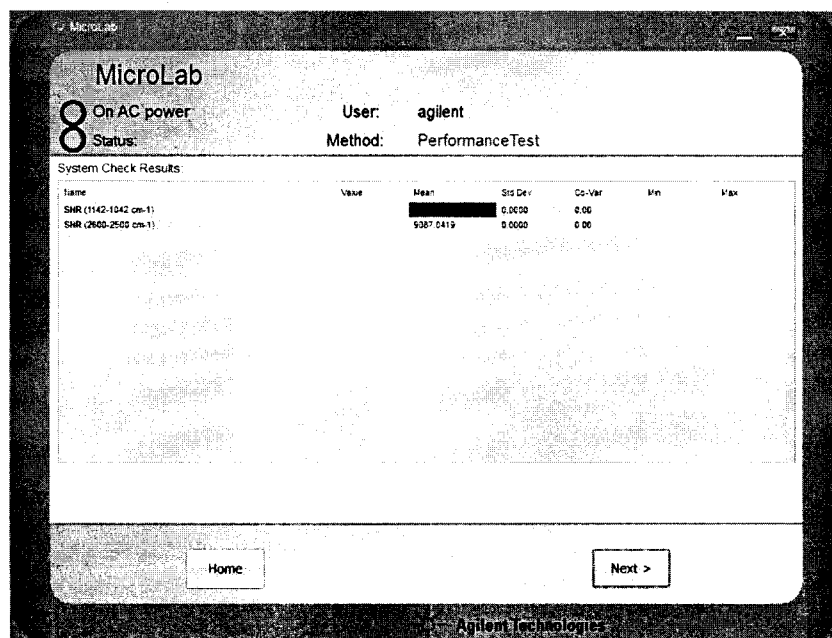 MicroLab
MicroLab
On AC power
User: agilent
Status:
Method: PerformanceTest
System Check Results:
Name Value Mean Std Dev Co-Var Min Max
SNR (1142-1042 cm-1) 0.0000 0.00
SNR (2600-2500 cm-1) 9087.0419 0.0000 0.00
Home
Next >
Agilent Technologies